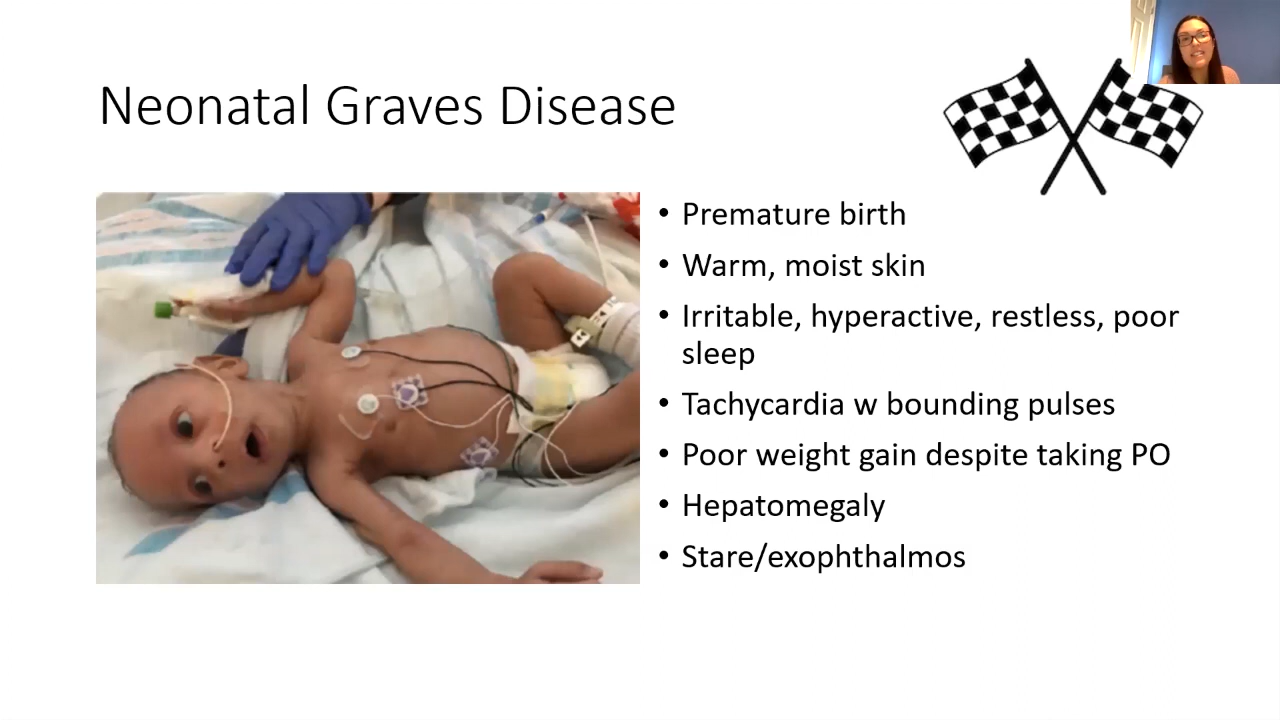 Neonatal Graves Disease
• Premature birth
• Warm, moist skin
• Irritable, hyperactive, restless, poor
sleep
• Tachycardia w bounding pulses
• Poor weight gain despite taking PO
• Hepatomegaly
• Stare/exophthalmos